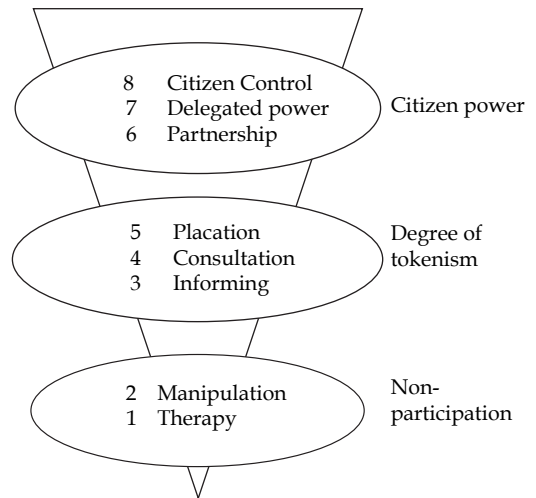 8 Citizen Control
7 Delegated power
6 Partnership
Citizen power
5 Placation
4 Consultation
3 Informing
Degree of
tokenism
2 Manipulation
1 Therapy
Non-
participation